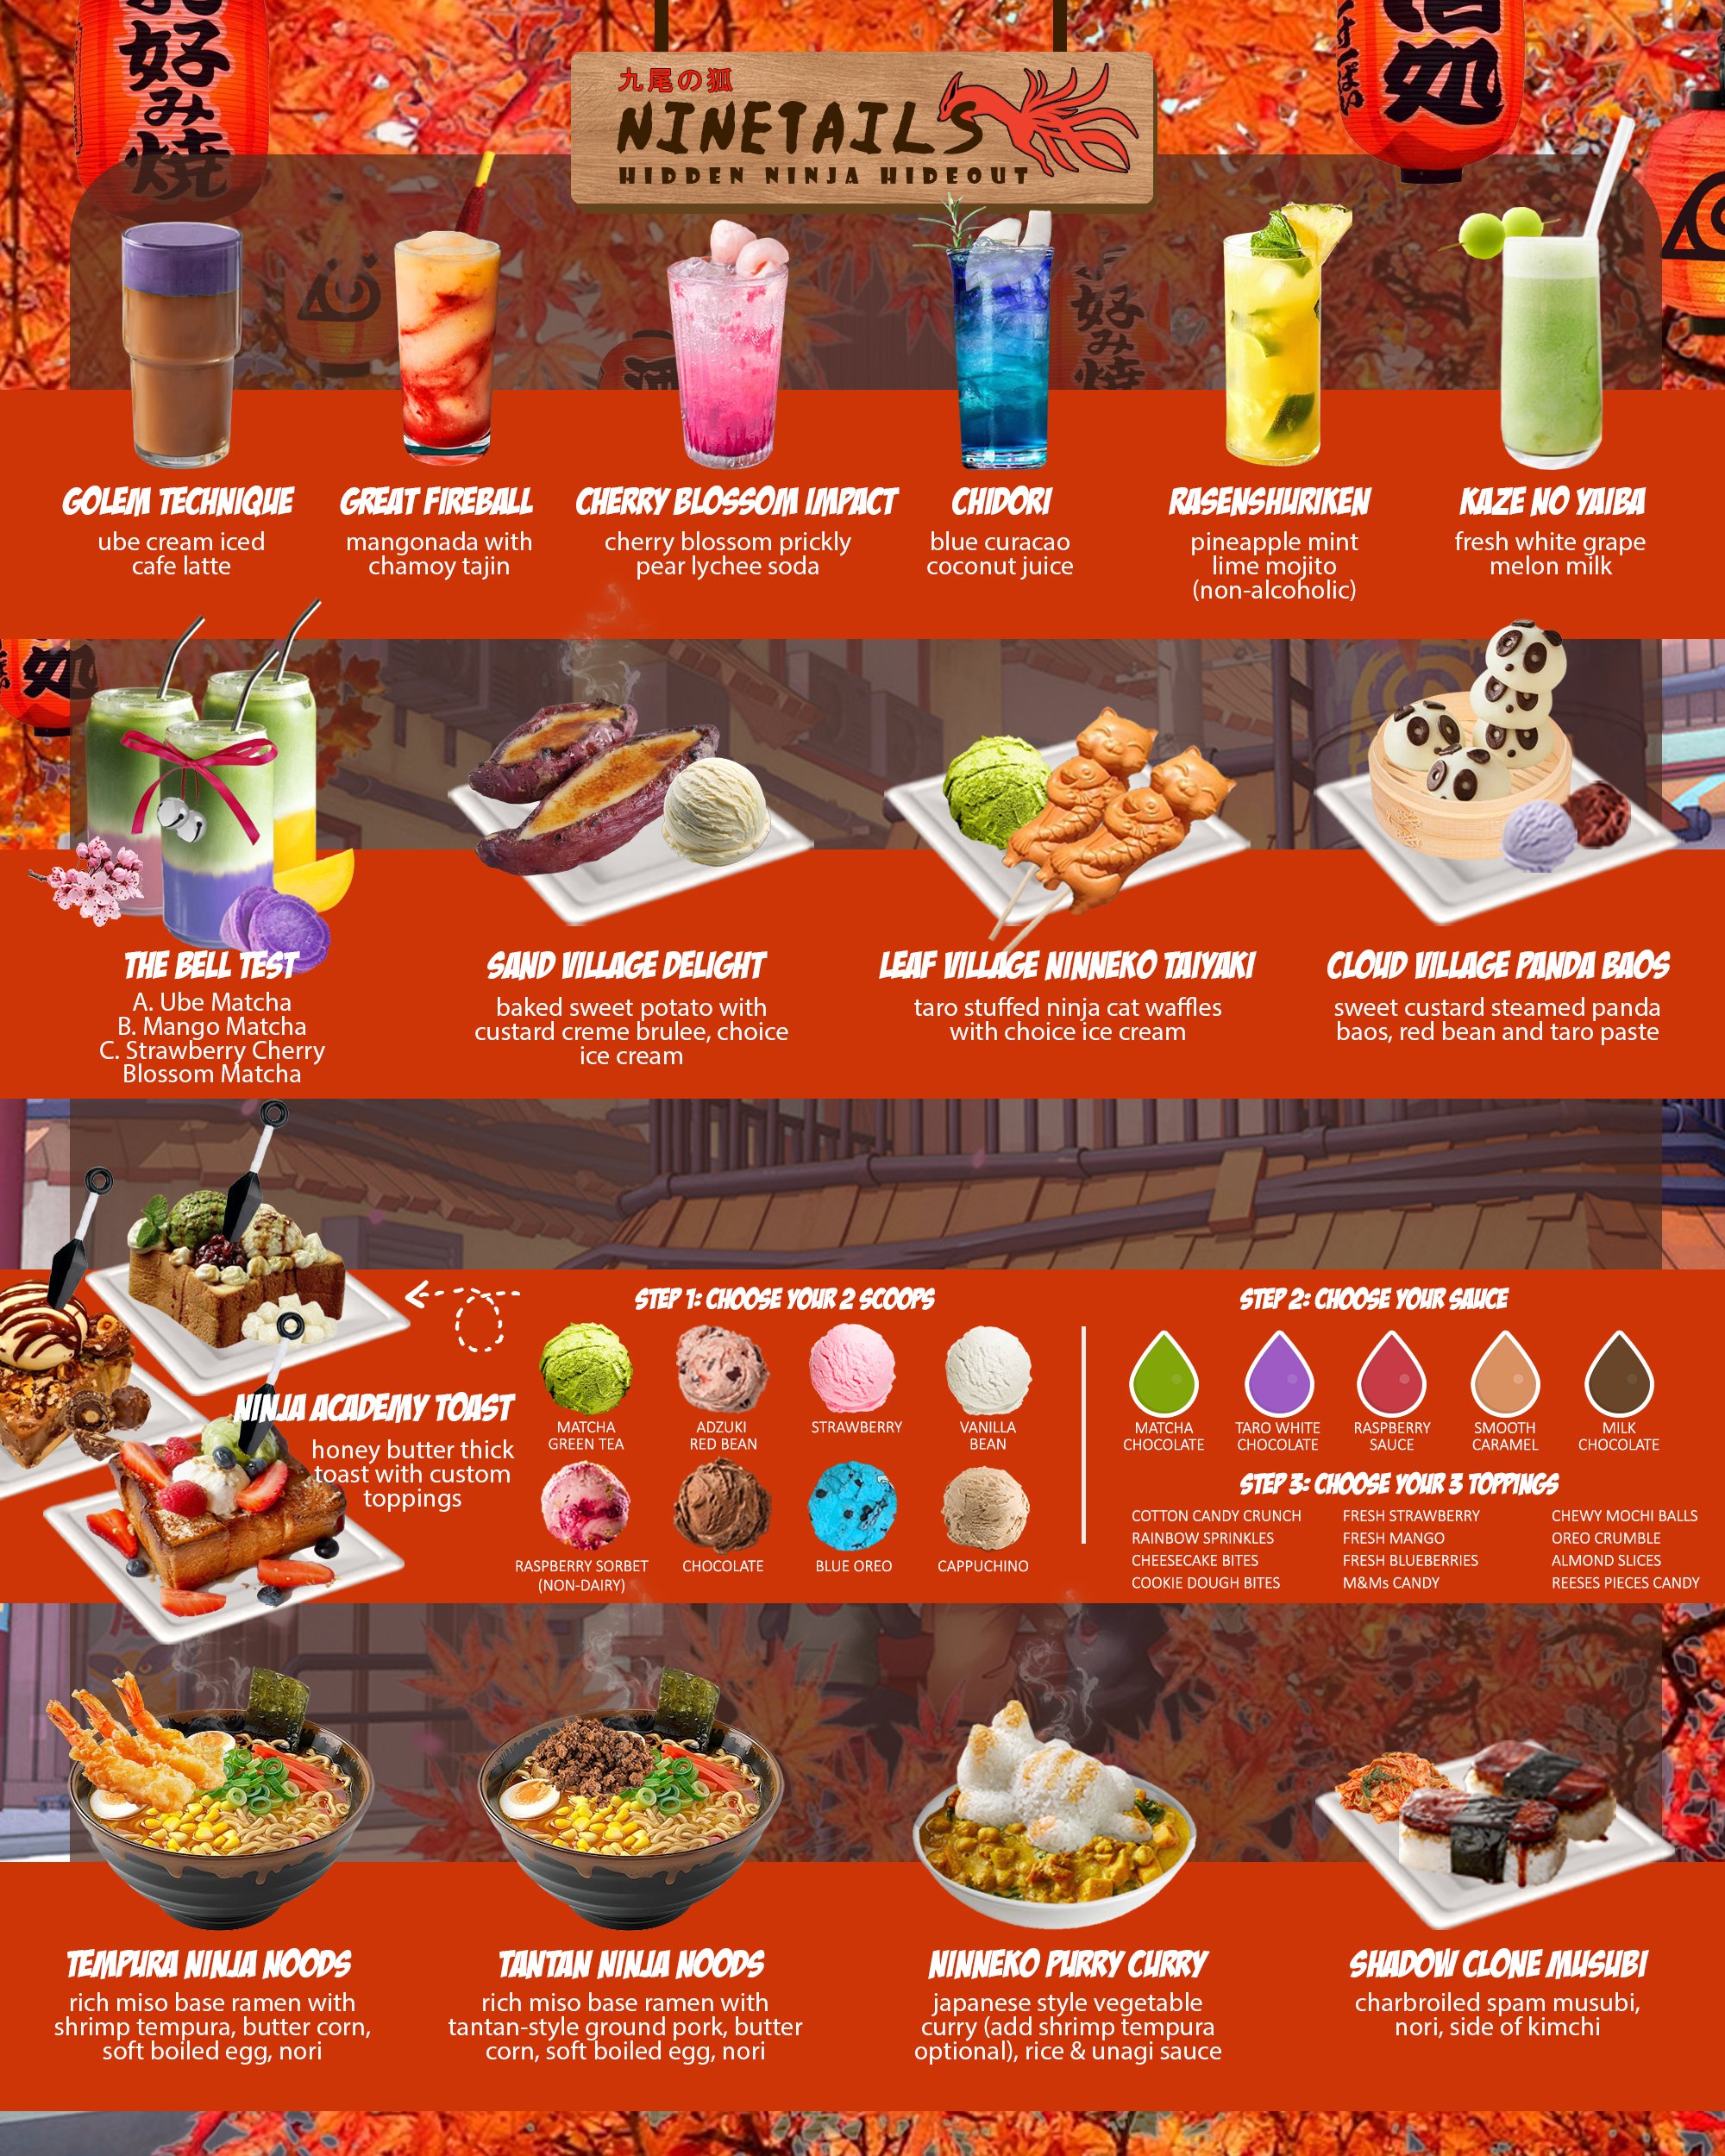 好み焼
処
九尾の狐
NINETAILS
HIDDEN NINJA HIDEOUT
好み焼
酒
GOLEM TECHNIQUE
ube cream iced
cafe latte
GREAT FIREBALL
mangonada with
chamoy tajin
CHERRY BLOSSOM IMPACT
cherry blossom prickly
pear lychee soda
CHIDORI
blue curacao
coconut juice
RASENSHURIKEN
pineapple mint
lime mojito
(non-alcoholic)
KAZE NO YAIBA
fresh white grape
melon milk
処
THE BELL TEST
A. Ube Matcha
B. Mango Matcha
C. Strawberry Cherry
Blossom Matcha
SAND VILLAGE DELIGHT
baked sweet potato with
custard creme brulee, choice
ice cream
LEAF VILLAGE NINNEKO TAIYAKI
taro stuffed ninja cat waffles
with choice ice cream
CLOUD VILLAGE PANDA BAOS
sweet custard steamed panda
baos, red bean and taro paste
NINJA ACADEMY TOAST
honey butter thick
toast with custom
toppings
STEP 1: CHOOSE YOUR 2 SCOOPS
MATCHA
GREEN TEA
ADZUKI
RED BEAN
STRAWBERRY
VANILLA
BEAN
RASPBERRY SORBET
(NON-DAIRY)
CHOCOLATE
BLUE OREO
CAPPUCHINO
STEP 2: CHOOSE YOUR SAUCE
MATCHA
CHOCOLATE
TARO WHITE
CHOCOLATE
RASPBERRY
SAUCE
SMOOTH
CARAMEL
MILK
CHOCOLATE
STEP 3: CHOOSE YOUR 3 TOPPINGS
COTTON CANDY CRUNCH
RAINBOW SPRINKLES
CHEESECAKE BITES
COOKIE DOUGH BITES
FRESH STRAWBERRY
FRESH MANGO
FRESH BLUEBERRIES
M&Ms CANDY
CHEWY MOCHI BALLS
OREO CRUMBLE
ALMOND SLICES
REESES PIECES CANDY
TEMPURA NINJA NOODS
rich miso base ramen with
shrimp tempura, butter corn,
soft boiled egg, nori
TANTAN NINJA NOODS
rich miso base ramen with
tantan-style ground pork, butter
corn, soft boiled egg, nori
NINNEKO PURRY CURRY
japanese style vegetable
curry (add shrimp tempura
optional), rice & unagi sauce
SHADOW CLONE MUSUBI
charbroiled spam musubi,
nori, side of kimchi